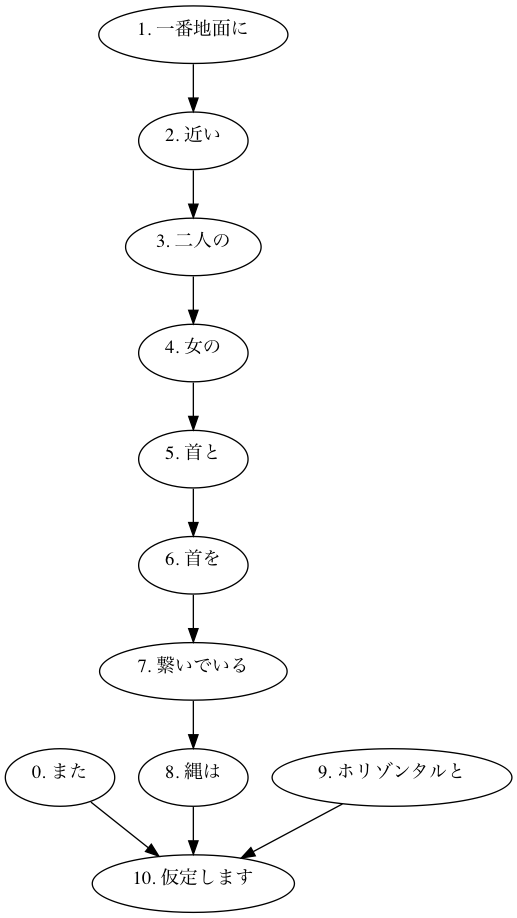 1. 一番地面に
2. 近い
3. 二人の
4. 女の
5. 首と
6. 首を
7. 繋いでいる
0. また
8. 縄は
9. ホリゾンタルと
10. 仮定します